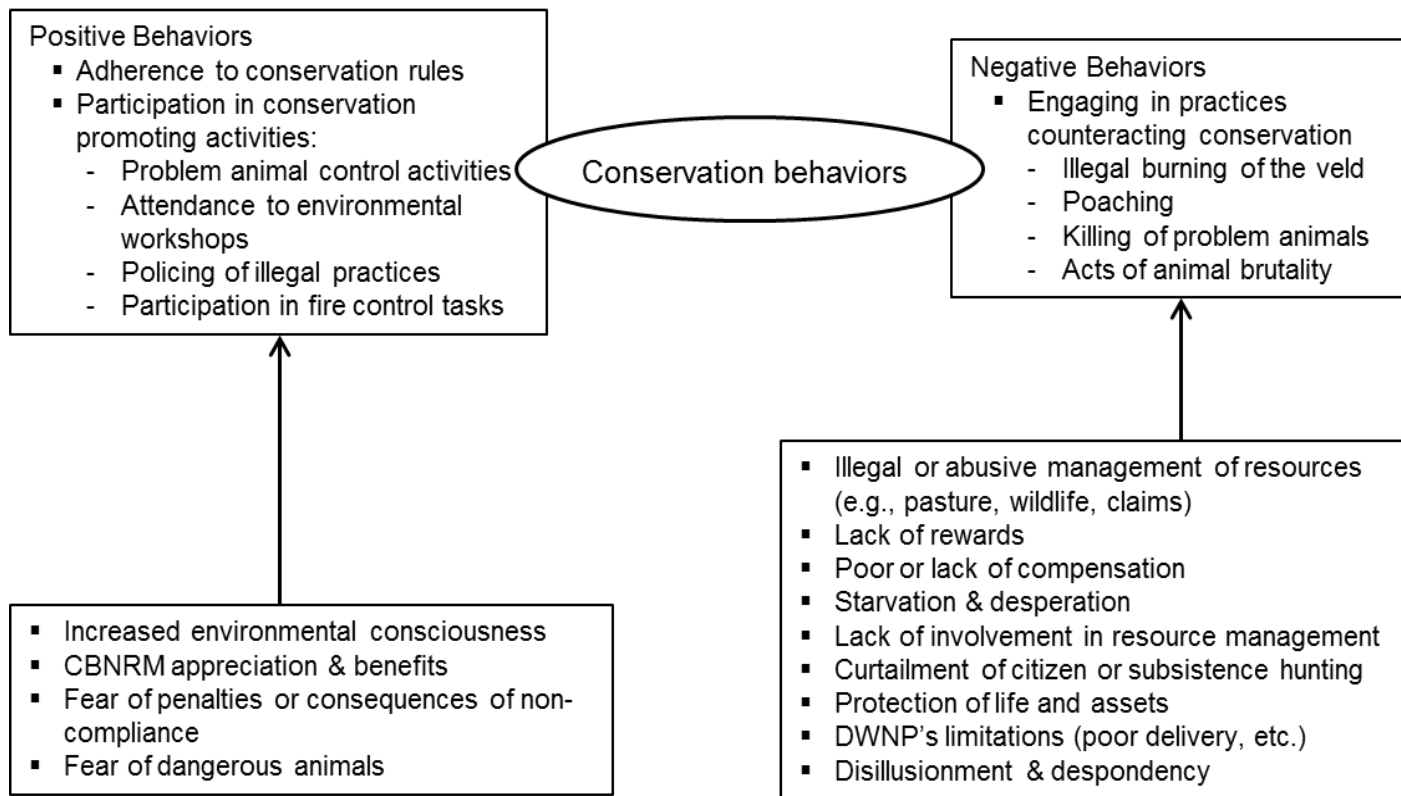 Positive Behaviors
▪ Adherence to conservation rules
▪ Participation in conservation
promoting activities:
- Problem animal control activities
- Attendance to environmental
workshops
- Policing of illegal practices
- Participation in fire control tasks
Conservation behaviors
Negative Behaviors
▪ Engaging in practices
counteracting conservation
- Illegal burning of the veld
- Poaching
- Killing of problem animals
- Acts of animal brutality
▪ Increased environmental consciousness
▪ CBNRM appreciation & benefits
▪ Fear of penalties or consequences of non-
compliance
▪ Fear of dangerous animals
▪ Illegal or abusive management of resources
(e.g., pasture, wildlife, claims)
▪ Lack of rewards
▪ Poor or lack of compensation
▪ Starvation & desperation
▪ Lack of involvement in resource management
▪ Curtailment of citizen or subsistence hunting
▪ Protection of life and assets
▪ DWNP's limitations (poor delivery, etc.)
▪ Disillusionment & despondency